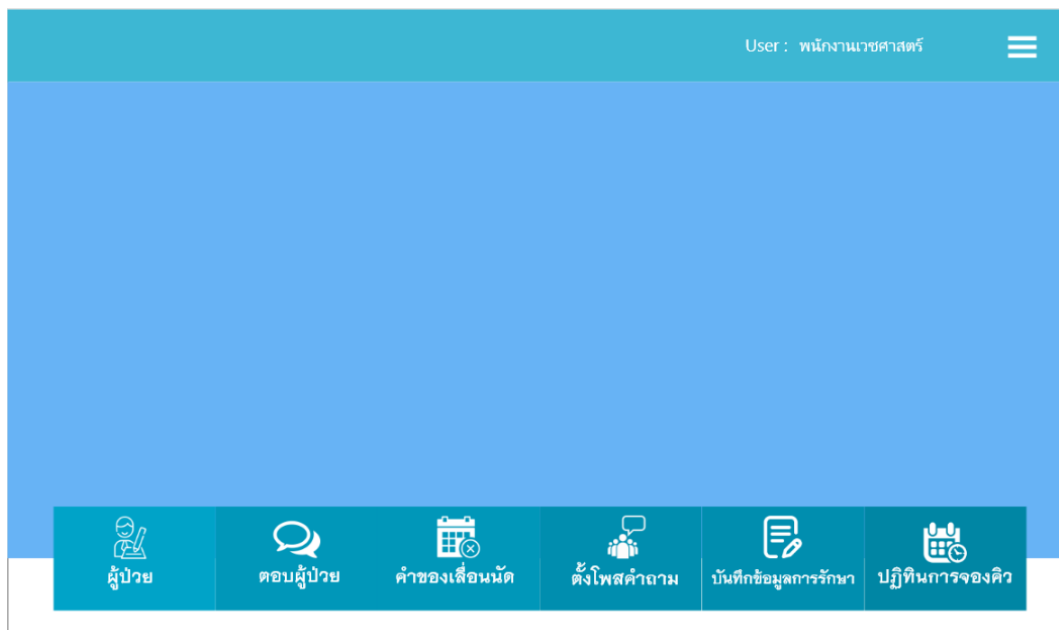 User : พนักงานเวชศาสตร์
ผู้ป่วย
ตอบผู้ป่วย
คำของเลื่อนนัด
ตั้งโพสคำถาม
บันทึกข้อมูลการรักษา
ปฏิทินการจองคิว